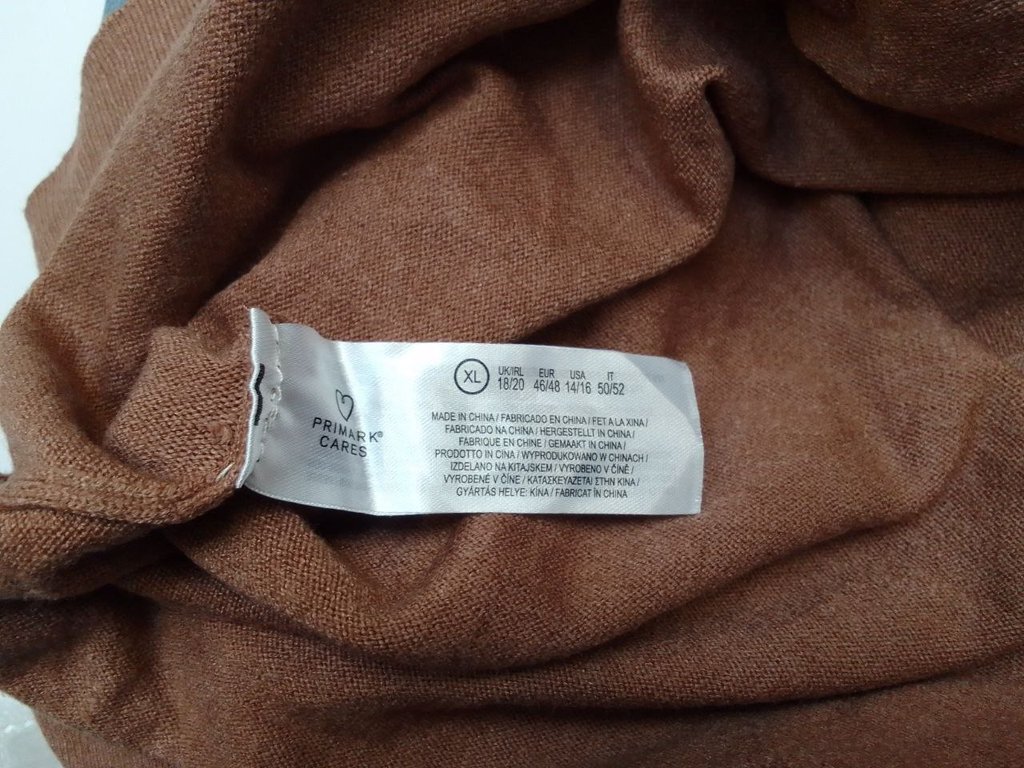 PRIMARK®
CARES
XL
UK/IRL EUR USA IT
18/20 46/48 14/16 50/52
MADE IN CHINA / FABRICADO EN CHINA / FET A LA XINA /
FABRICADO NA CHINA / HERGESTELLT IN CHINA /
FABRIQUÉ EN CHINE / GEMAAKT IN CHINA /
PRODOTTO IN CINA / WYPRODUKOWANO W CHINACH /
IZDELANO NA KITAJSKEM / VYROBENO V ČÍNĚ /
VYROBENÉ V ČÍNE / ΚΑΤΑΣΚΕΥΑΖΕΤΑΙ ΣΤΗΝ ΚΙΝΑ /
GYÁRTÁS HELYE: KÍNA / FABRICAT ÎN CHINA